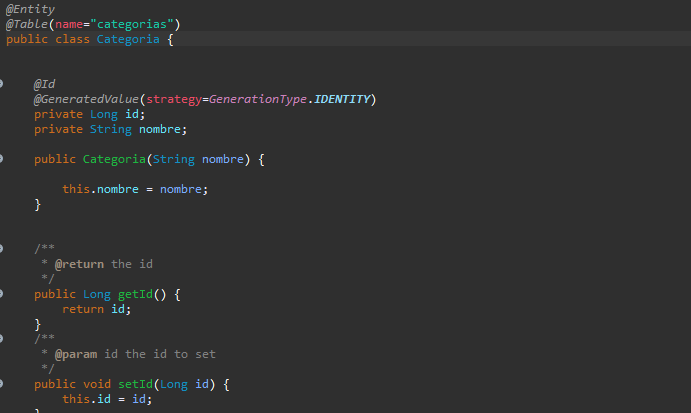 @Entity
@Table(name="categorias")
public class Categoria {
@Id
@GeneratedValue(strategy=GenerationType.IDENTITY)
private Long id;
private String nombre;
public Categoria(String nombre) {
this.nombre = nombre;
}
/**
* @return the id
*/
public Long getId() {
return id;
}
/**
* @param id the id to set
*/
public void setId(Long id) {
this.id = id;
}